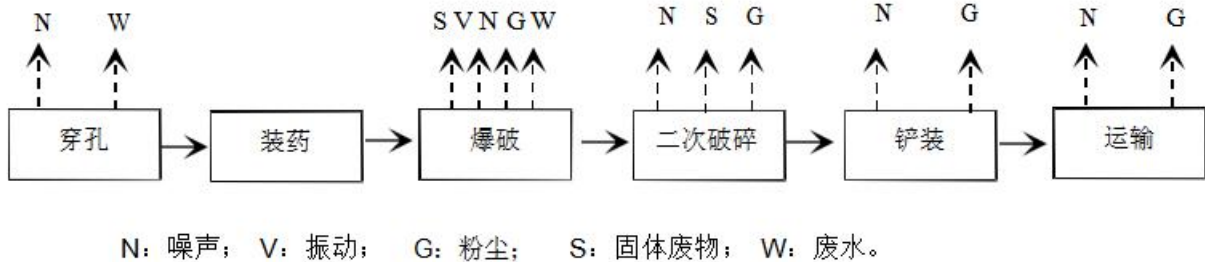 N W S V N G W N S G N G N G
穿孔 装药 爆破 二次破碎 铲装 运输
N：噪声； V：振动； G：粉尘； S：固体废物； W：废水。